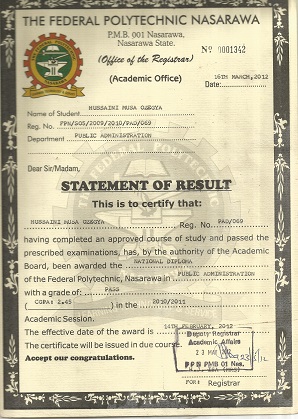 THE FEDERAL POLYTECHNIC NASARAWA
P.M.B. 001 Nasarawa,
Nasarawa State.
(Office of the Registrar)
Nº 0001342
(Academic Office)
16TH MARCH,2012
Date:
Name of Student HUSSAINI MUSA OZEGYA
Reg. No. FPN/SOS/2009/2010/PAD/069
Department PUBLIC ADMINISTRATION
Dear Sir/Madam,
STATEMENT OF RESULT
This is to certify that:
HUSSAINI MUSA OZEGYA Reg. No. PAD/069
having completed an approved course of study and passed the
prescribed examinations, has, by the authority of the Academic
Board, been awarded the NATIONAL DIPLOMA
of the Federal Polytechnic, Nasarawa in PUBLIC ADMINISTRATION
with a grade of: PASS
( CGPA: 2.45 ) in the 2010/2011
Academic Session.
The effective date of the award is 14TH FEBRUARY, 2012
The certificate will be issued in due course.
Accept our congratulations.
Deputy Registrar
Academic Affairs
PMB 001 Nas.
FOR: Registrar